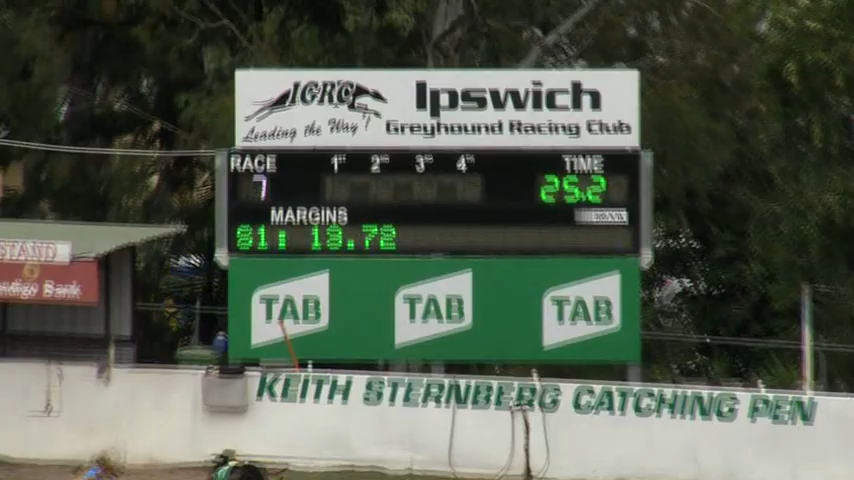 IGRC
Leading the Way!
Ipswich
Greyhound Racing Club
RACE 1ST 2ND 3RD 4TH TIME
7 25.2
MARGINS
81: 18.72
STAND
ndigo Bank
TAB TAB TAB
KEITH STERNBERG CATCHING PEN